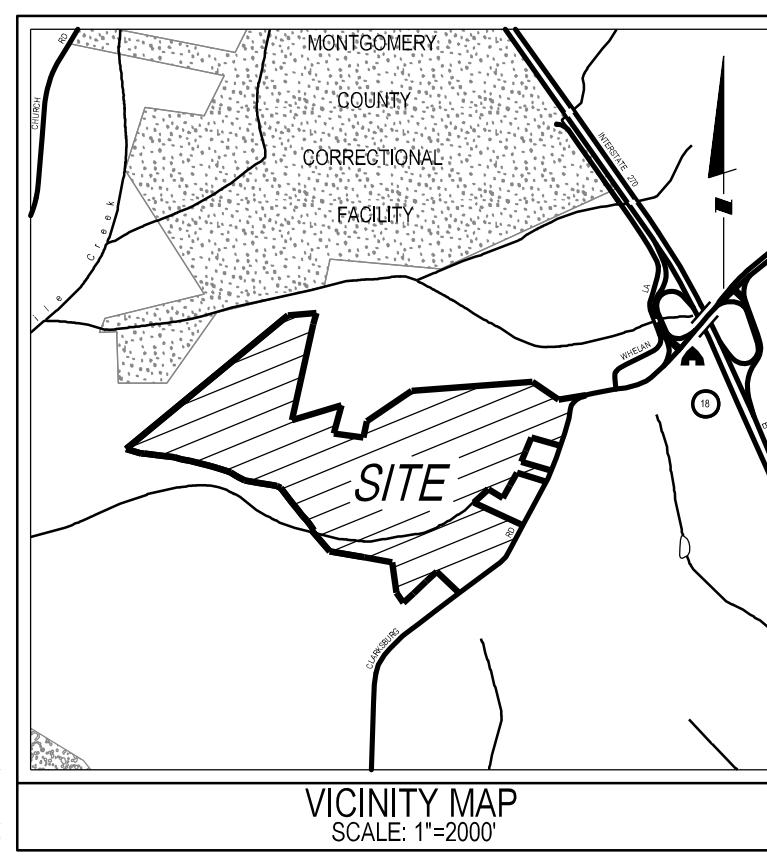 MONTGOMERY
COUNTY
CORRECTIONAL
FACILITY
RD
CHURCH
ile Creek
INTERSTATE 270
N
LA
WHELAN
18
SITE
RD
CLARKSBURG
VICINITY MAP
SCALE: 1"=2000'